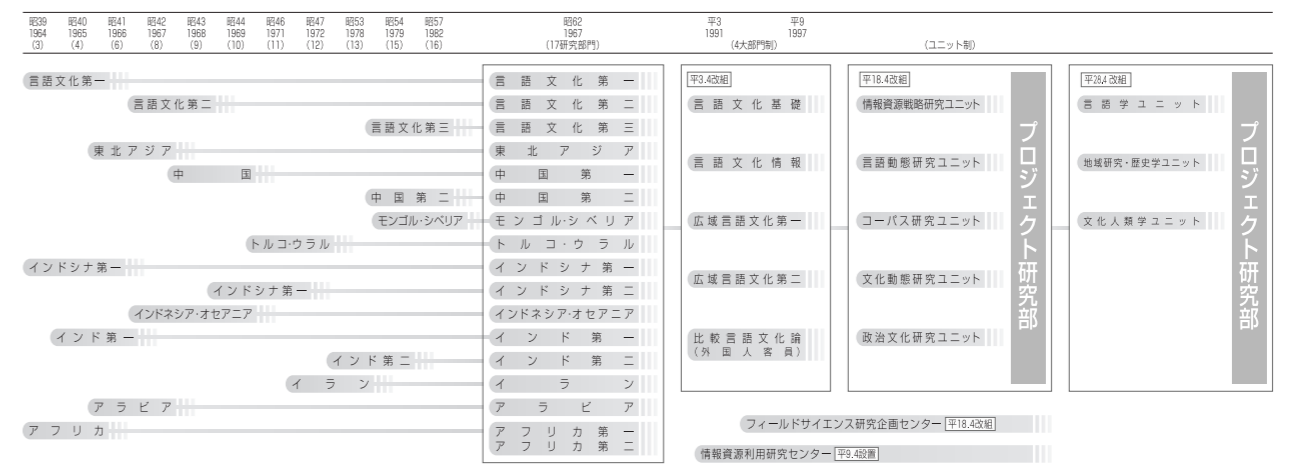 昭39 昭40 昭41 昭42 昭43 昭44 昭46 昭47 昭53 昭54 昭57 昭62 平3 平9
1964 1965 1966 1967 1968 1969 1971 1972 1978 1979 1982 1967 1991 1997
(3) (4) (6) (8) (9) (10) (11) (12) (13) (15) (16) (17研究部門) (4大部門制) (ユニット制)
言語文化第一
言語文化第二
言語文化第三
東北アジア
中国
中国第二
モンゴル・シベリア
トルコ・ウラル
インドシナ第一
インドシナ第一
インドネシア・オセアニア
インド第一
インド第二
イラン
アラビア
アフリカ
言語文化第一
言語文化第二
言語文化第三
東北アジア
中国第一
中国第二
モンゴル・シベリア
トルコ・ウラル
インドシナ第一
インドシナ第二
インドネシア・オセアニア
インド第一
インド第二
イラン
アラビア
アフリカ第一
アフリカ第二
平3.4改組
言語文化基礎
言語文化情報
広域言語文化第一
広域言語文化第二
比較言語文化論
(外国人客員)
平18.4改組
情報資源戦略研究ユニット
言語動態研究ユニット
コーパス研究ユニット
文化動態研究ユニット
政治文化研究ユニット
プロジェクト研究部
平28.4改組
言語学ユニット
地域研究・歴史学ユニット
文化人類学ユニット
プロジェクト研究部
フィールドサイエンス研究企画センター 平18.4改組
情報資源利用研究センター 平9.4設置